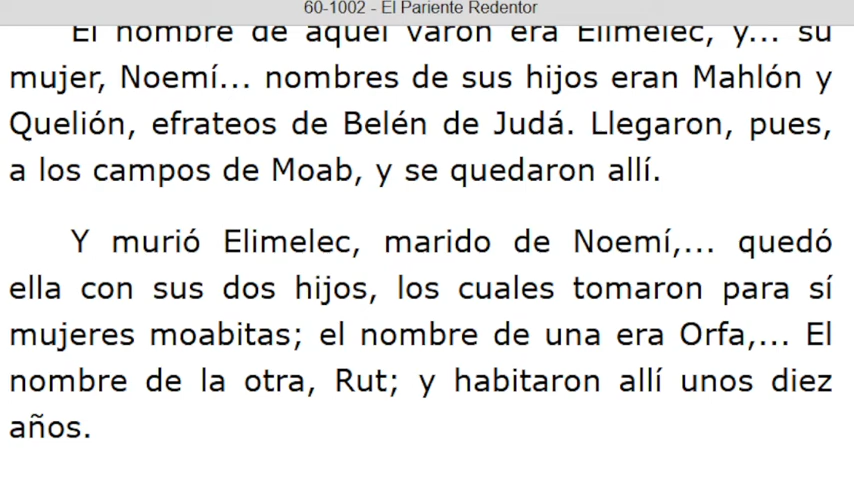 60-1002 - El Pariente Redentor
El nombre de aquel varón era Elimelec, y... su
mujer, Noemí... nombres de sus hijos eran Mahlón y
Quelión, efrateos de Belén de Judá. Llegaron, pues,
a los campos de Moab, y se quedaron allí.
Y murió Elimelec, marido de Noemí,... quedó
ella con sus dos hijos, los cuales tomaron para sí
mujeres moabitas; el nombre de una era Orfa,... El
nombre de la otra, Rut; y habitaron allí unos diez
años.